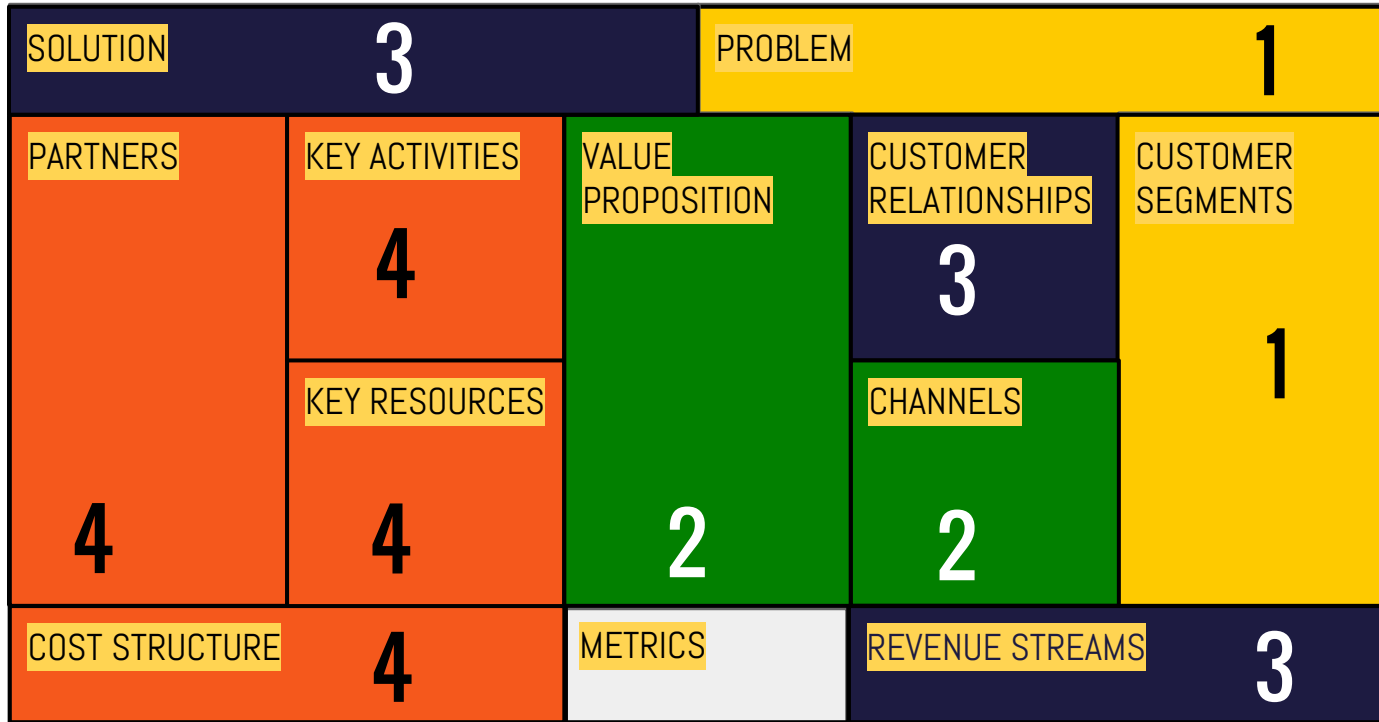 SOLUTION
3
PROBLEM
1
PARTNERS
4
KEY ACTIVITIES
4
KEY RESOURCES
4
VALUE
PROPOSITION
2
CUSTOMER
RELATIONSHIPS
3
CHANNELS
2
CUSTOMER
SEGMENTS
1
COST STRUCTURE
4
METRICS
REVENUE STREAMS
3